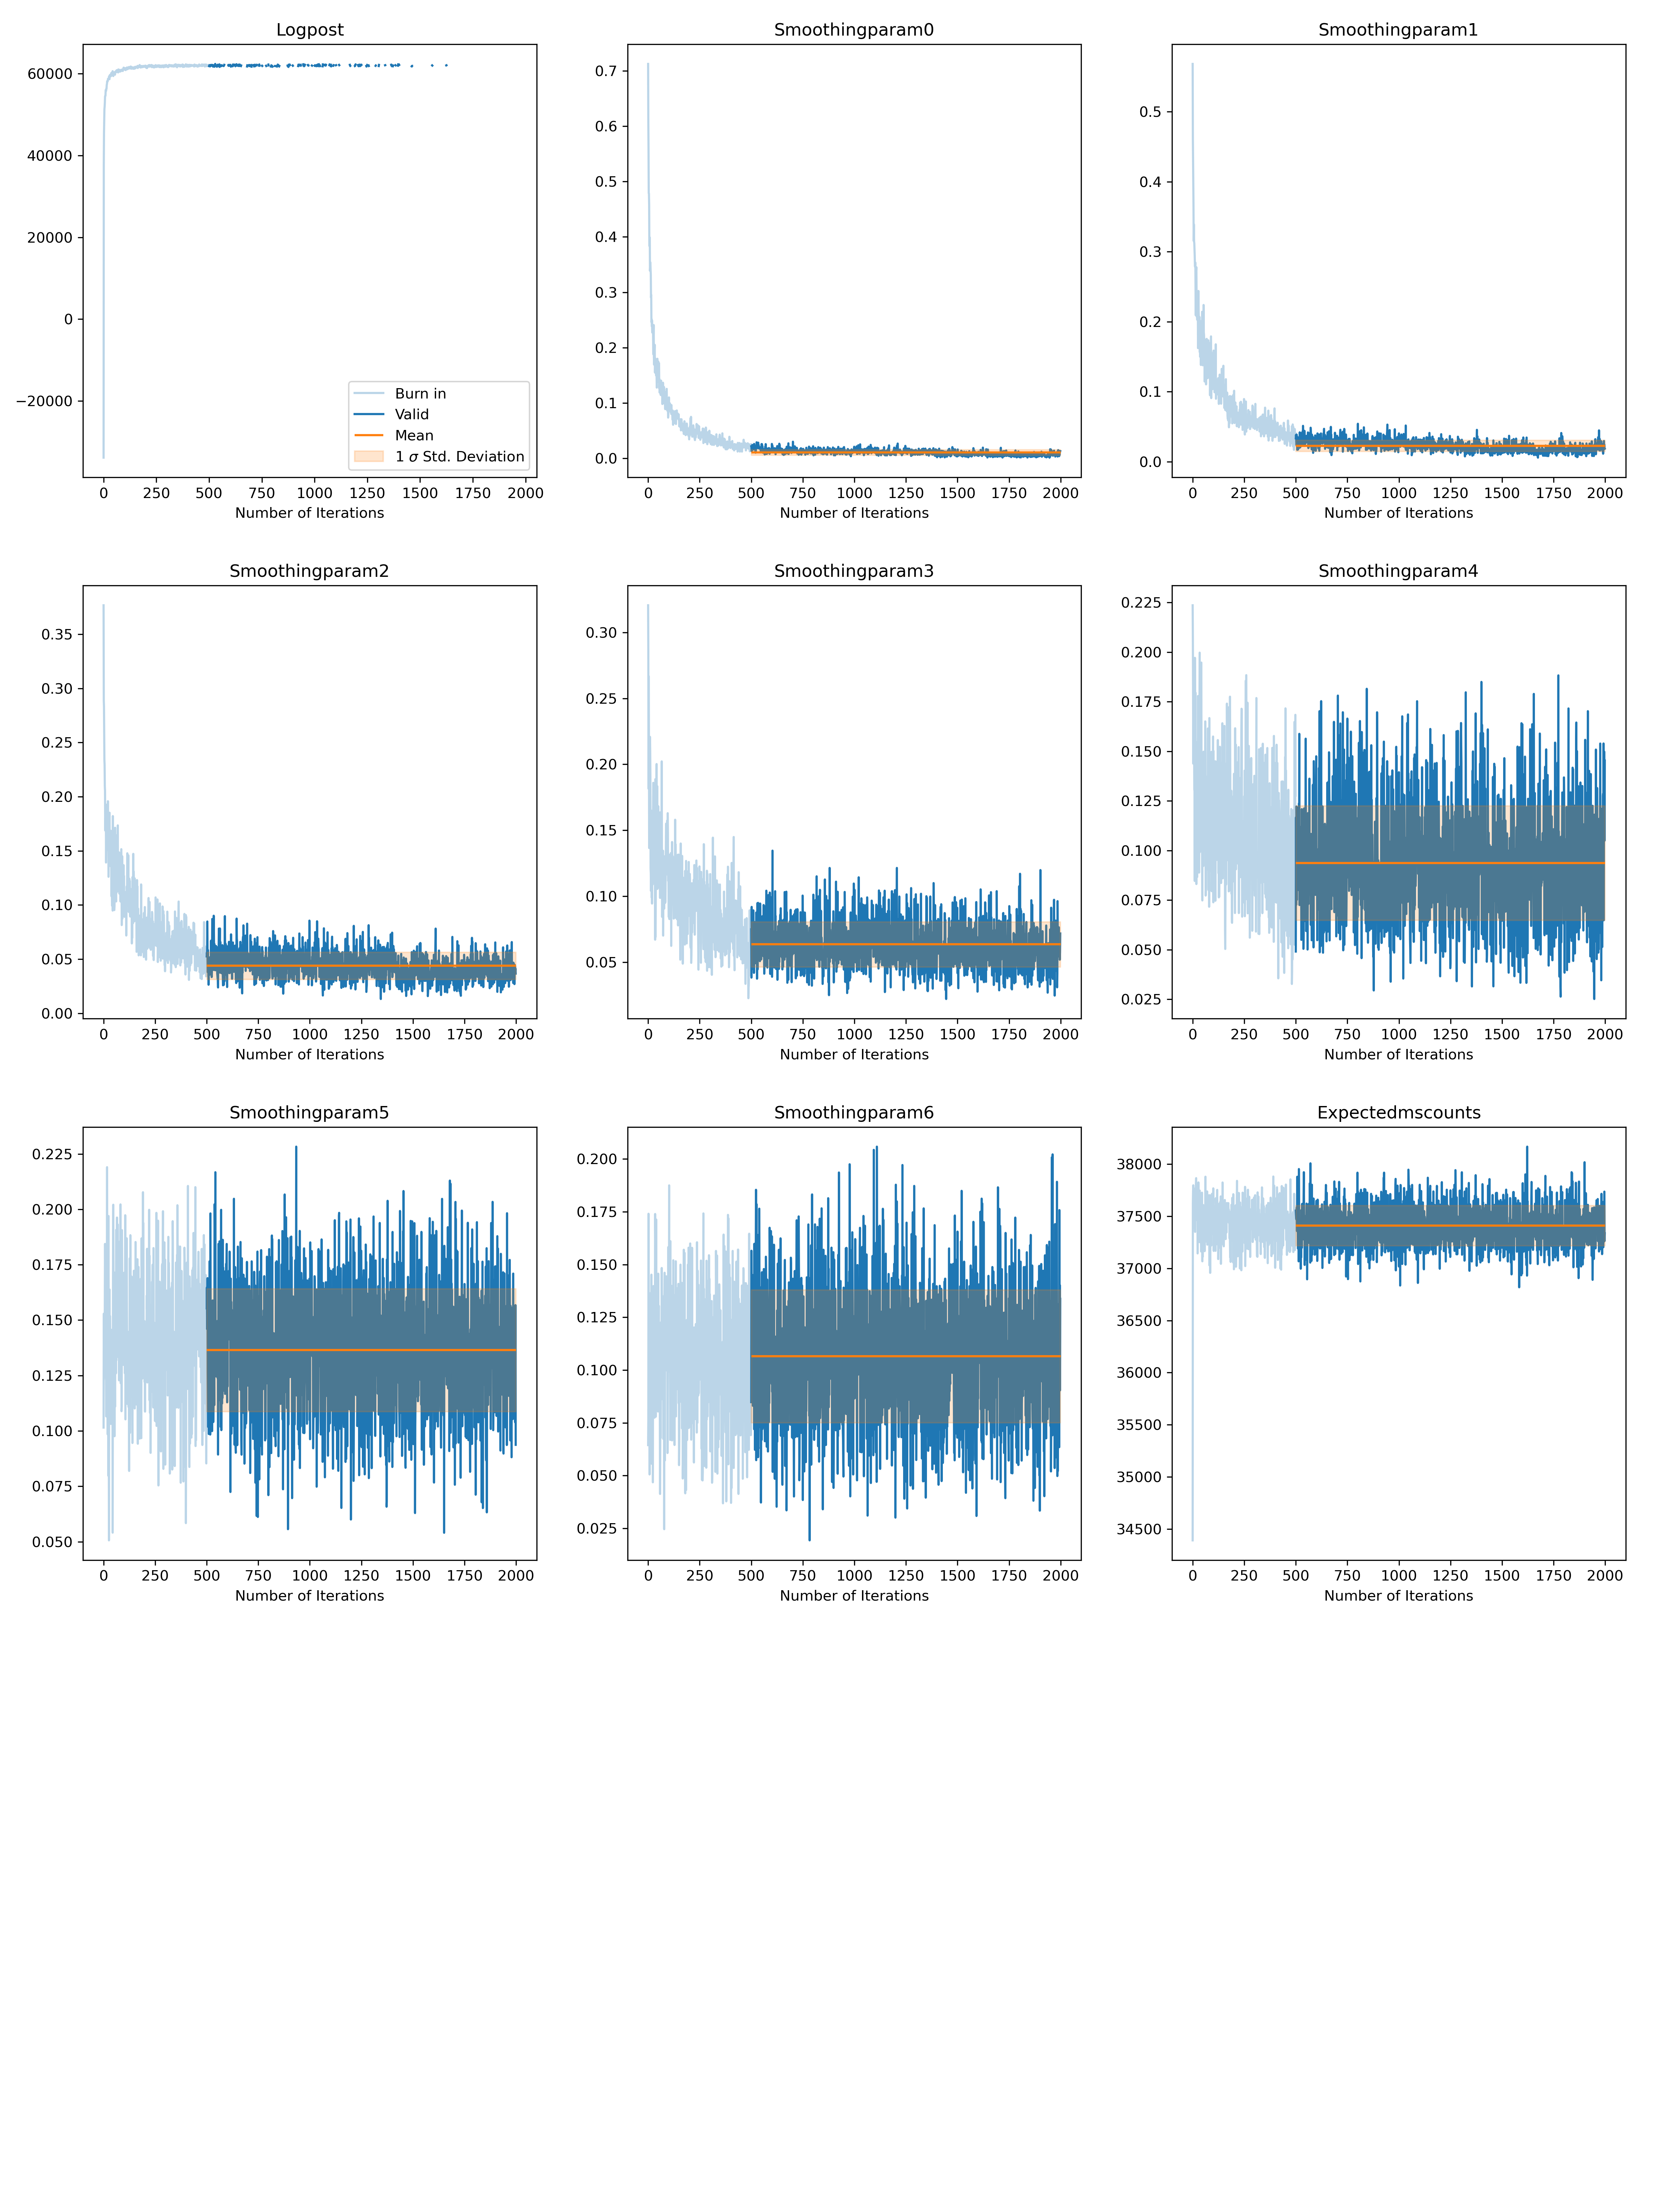 Logpost
60000
40000
20000
0
−20000
Burn in
Valid
Mean
1 σ Std. Deviation
0 250 500 750 1000 1250 1500 1750 2000
Number of Iterations
Smoothingparam0
0.7
0.6
0.5
0.4
0.3
0.2
0.1
0.0
0 250 500 750 1000 1250 1500 1750 2000
Number of Iterations
Smoothingparam1
0.5
0.4
0.3
0.2
0.1
0.0
0 250 500 750 1000 1250 1500 1750 2000
Number of Iterations
Smoothingparam2
0.35
0.30
0.25
0.20
0.15
0.10
0.05
0.00
0 250 500 750 1000 1250 1500 1750 2000
Number of Iterations
Smoothingparam3
0.30
0.25
0.20
0.15
0.10
0.05
0 250 500 750 1000 1250 1500 1750 2000
Number of Iterations
Smoothingparam4
0.225
0.200
0.175
0.150
0.125
0.100
0.075
0.050
0.025
0 250 500 750 1000 1250 1500 1750 2000
Number of Iterations
Smoothingparam5
0.225
0.200
0.175
0.150
0.125
0.100
0.075
0.050
0 250 500 750 1000 1250 1500 1750 2000
Number of Iterations
Smoothingparam6
0.200
0.175
0.150
0.125
0.100
0.075
0.050
0.025
0 250 500 750 1000 1250 1500 1750 2000
Number of Iterations
Expectedmscounts
38000
37500
37000
36500
36000
35500
35000
34500
0 250 500 750 1000 1250 1500 1750 2000
Number of Iterations